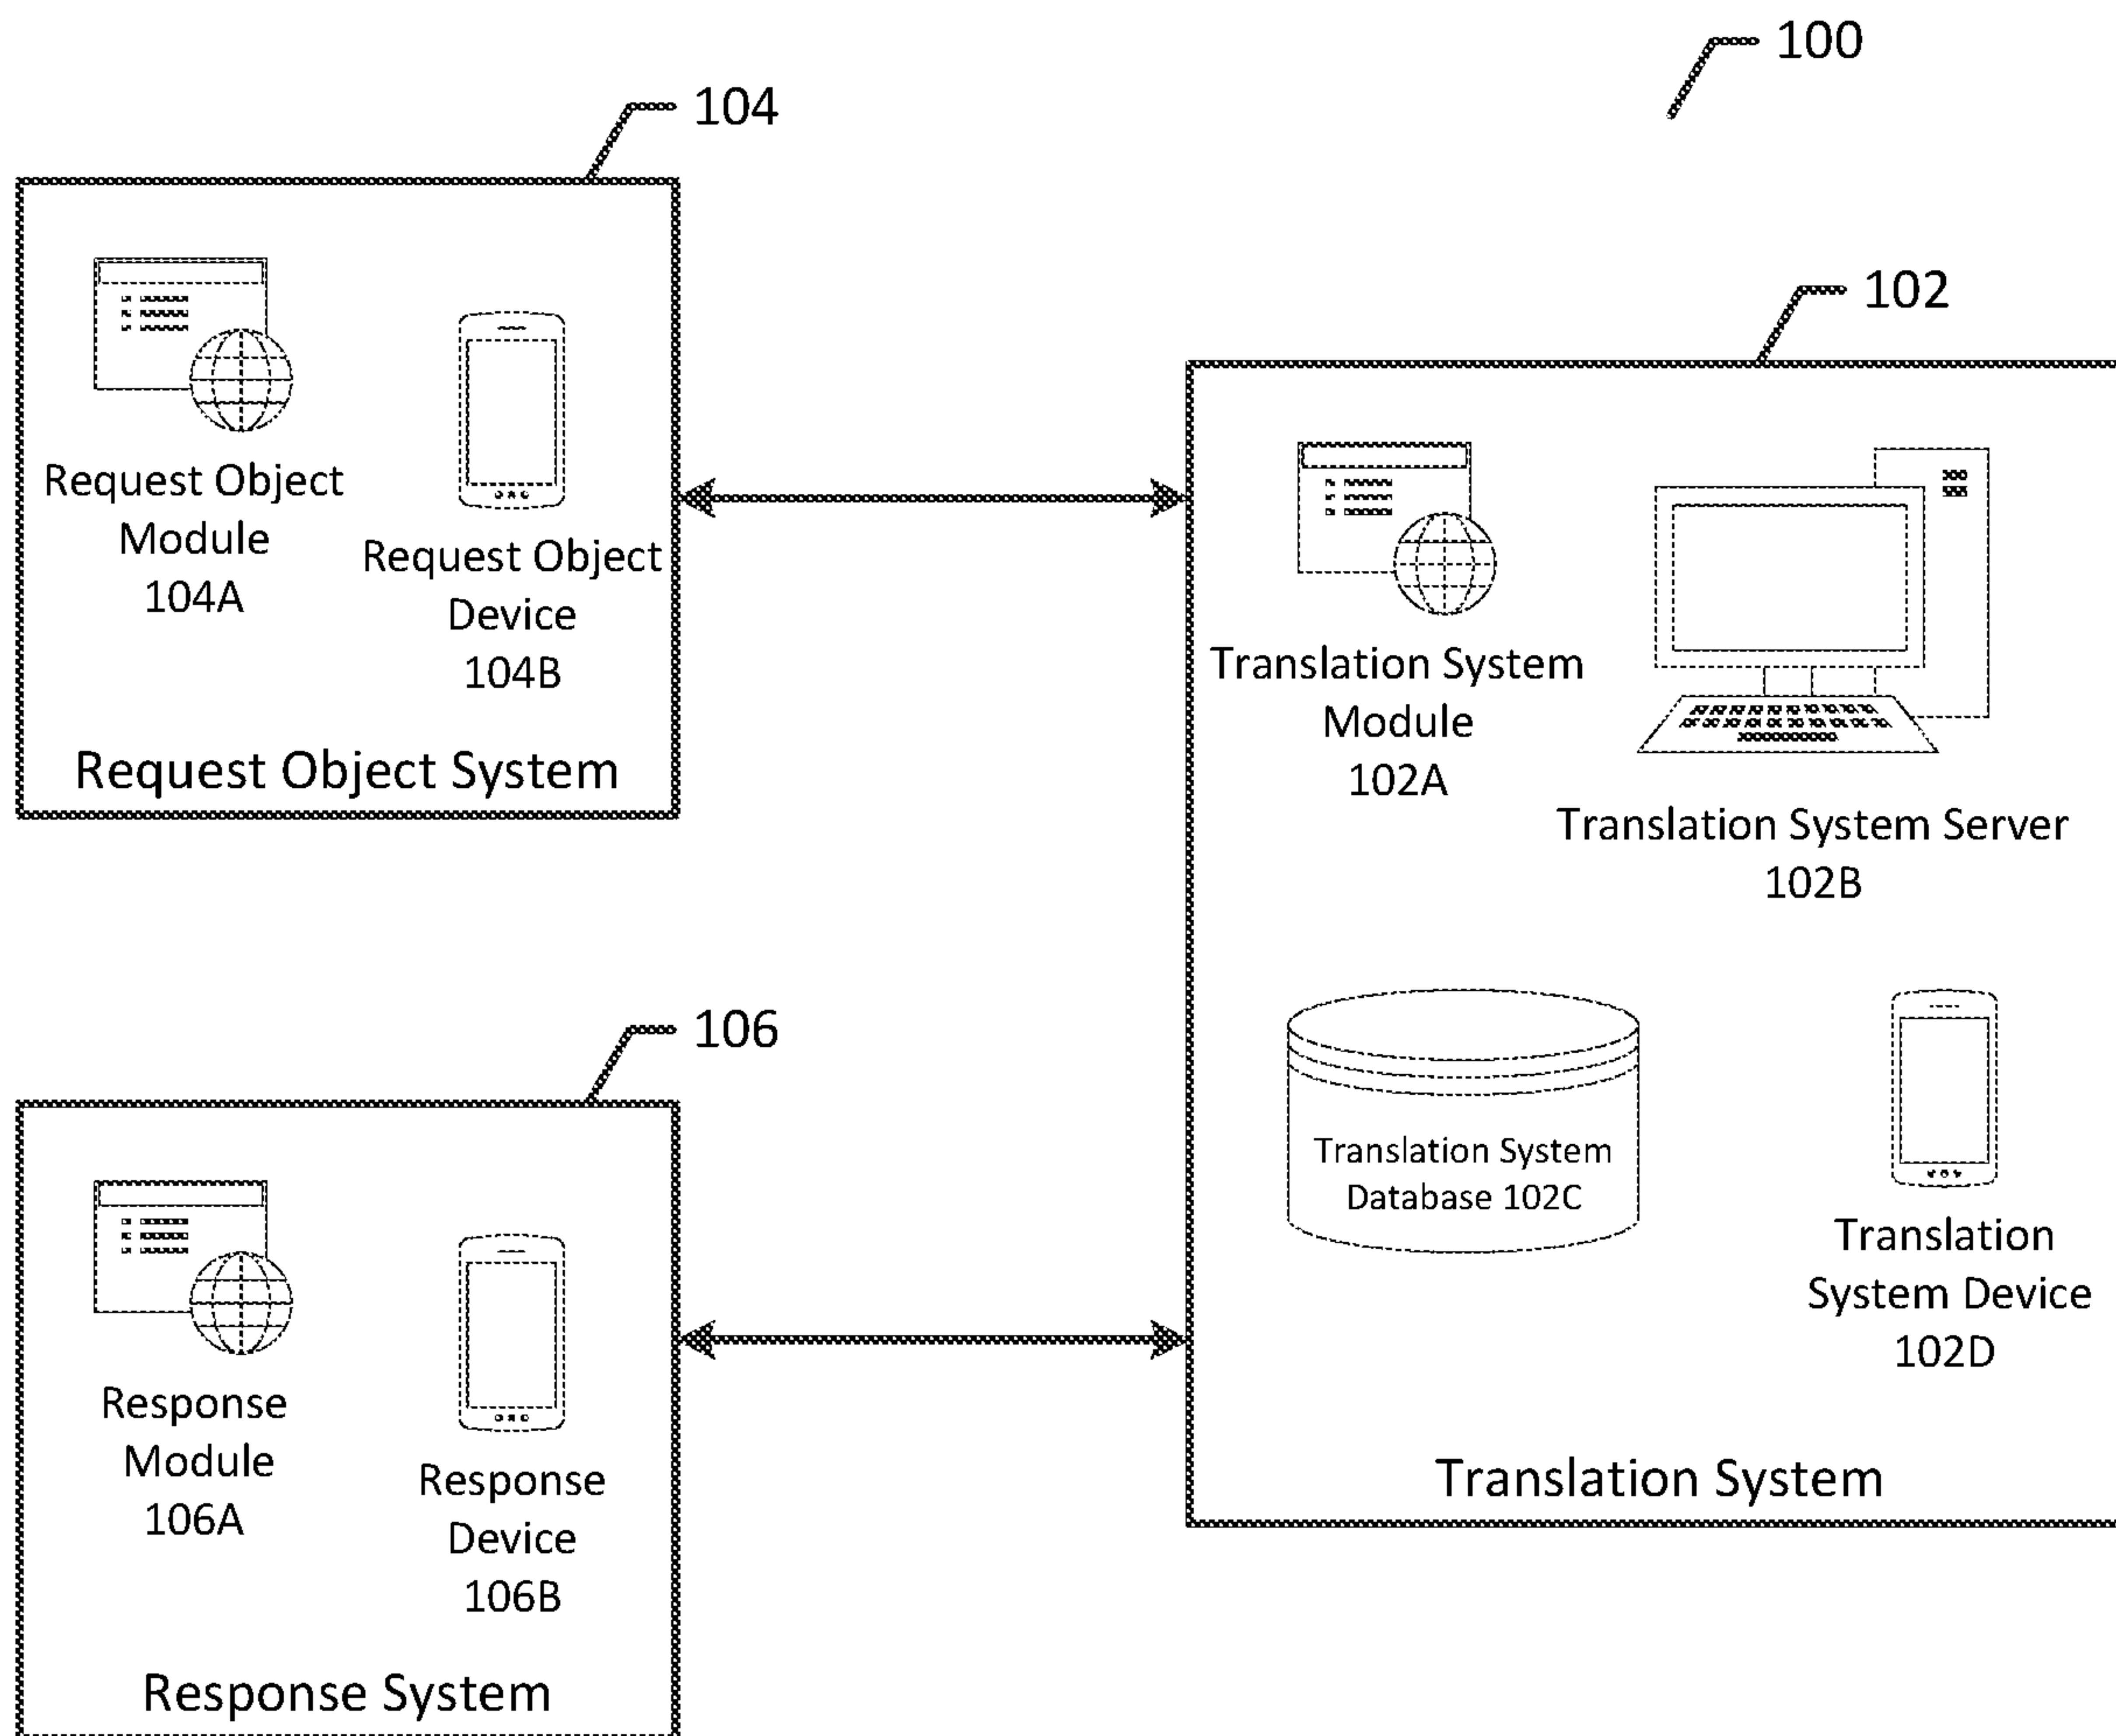 100
104
Request Object
Module
104A
Request Object
Device
104B
Request Object System
102
Translation System
Module
102A
Translation System Server
102B
Translation System
Database 102C
Translation
System Device
102D
Translation System
106
Response
Module
106A
Response
Device
106B
Response System